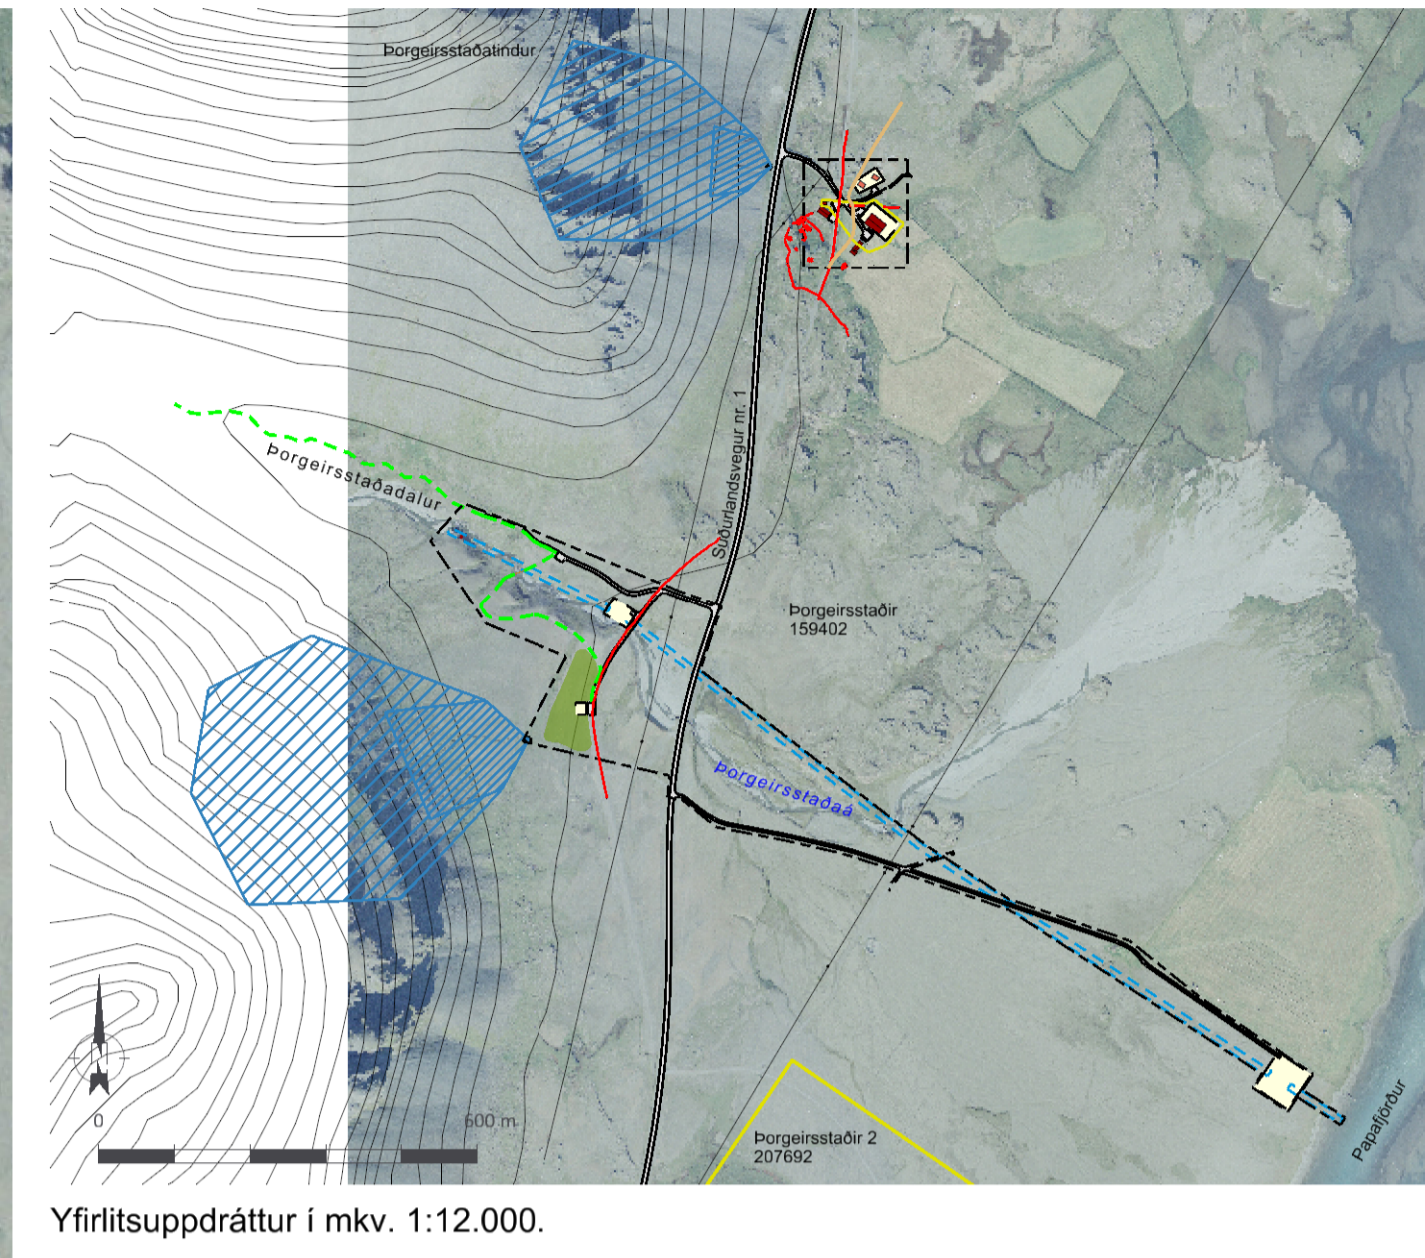 Þorgeirsstaðatindur
Þorgeirsstaðadalur
Suðurlandsvegur nr. 1
Þorgeirsstaðir
159402
Þorgeirsstaðaá
0
600 m
Þorgeirsstaðir 2
207692
Papafjörður
Yfirlitsuppdráttur í mkv. 1:12.000.